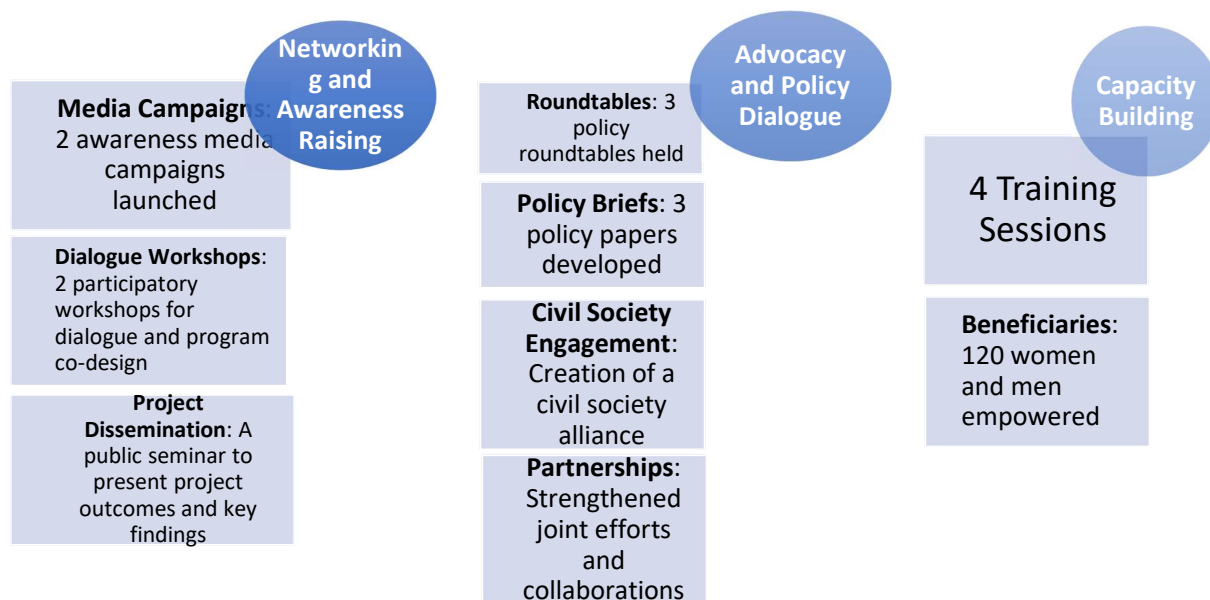 Networkin
g and
Awareness
Raising
Media Campaigns:
2 awareness media
campaigns
launched
Dialogue Workshops:
2 participatory
workshops for
dialogue and program
co-design
Project
Dissemination: A
public seminar to
present project
outcomes and key
findings
Advocacy
and Policy
Dialogue
Roundtables: 3
policy
roundtables held
Policy Briefs: 3
policy papers
developed
Civil Society
Engagement:
Creation of a
civil society
alliance
Partnerships:
Strengthened
joint efforts
and
collaborations
Capacity
Building
4 Training
Sessions
Beneficiaries:
120 women
and men
empowered